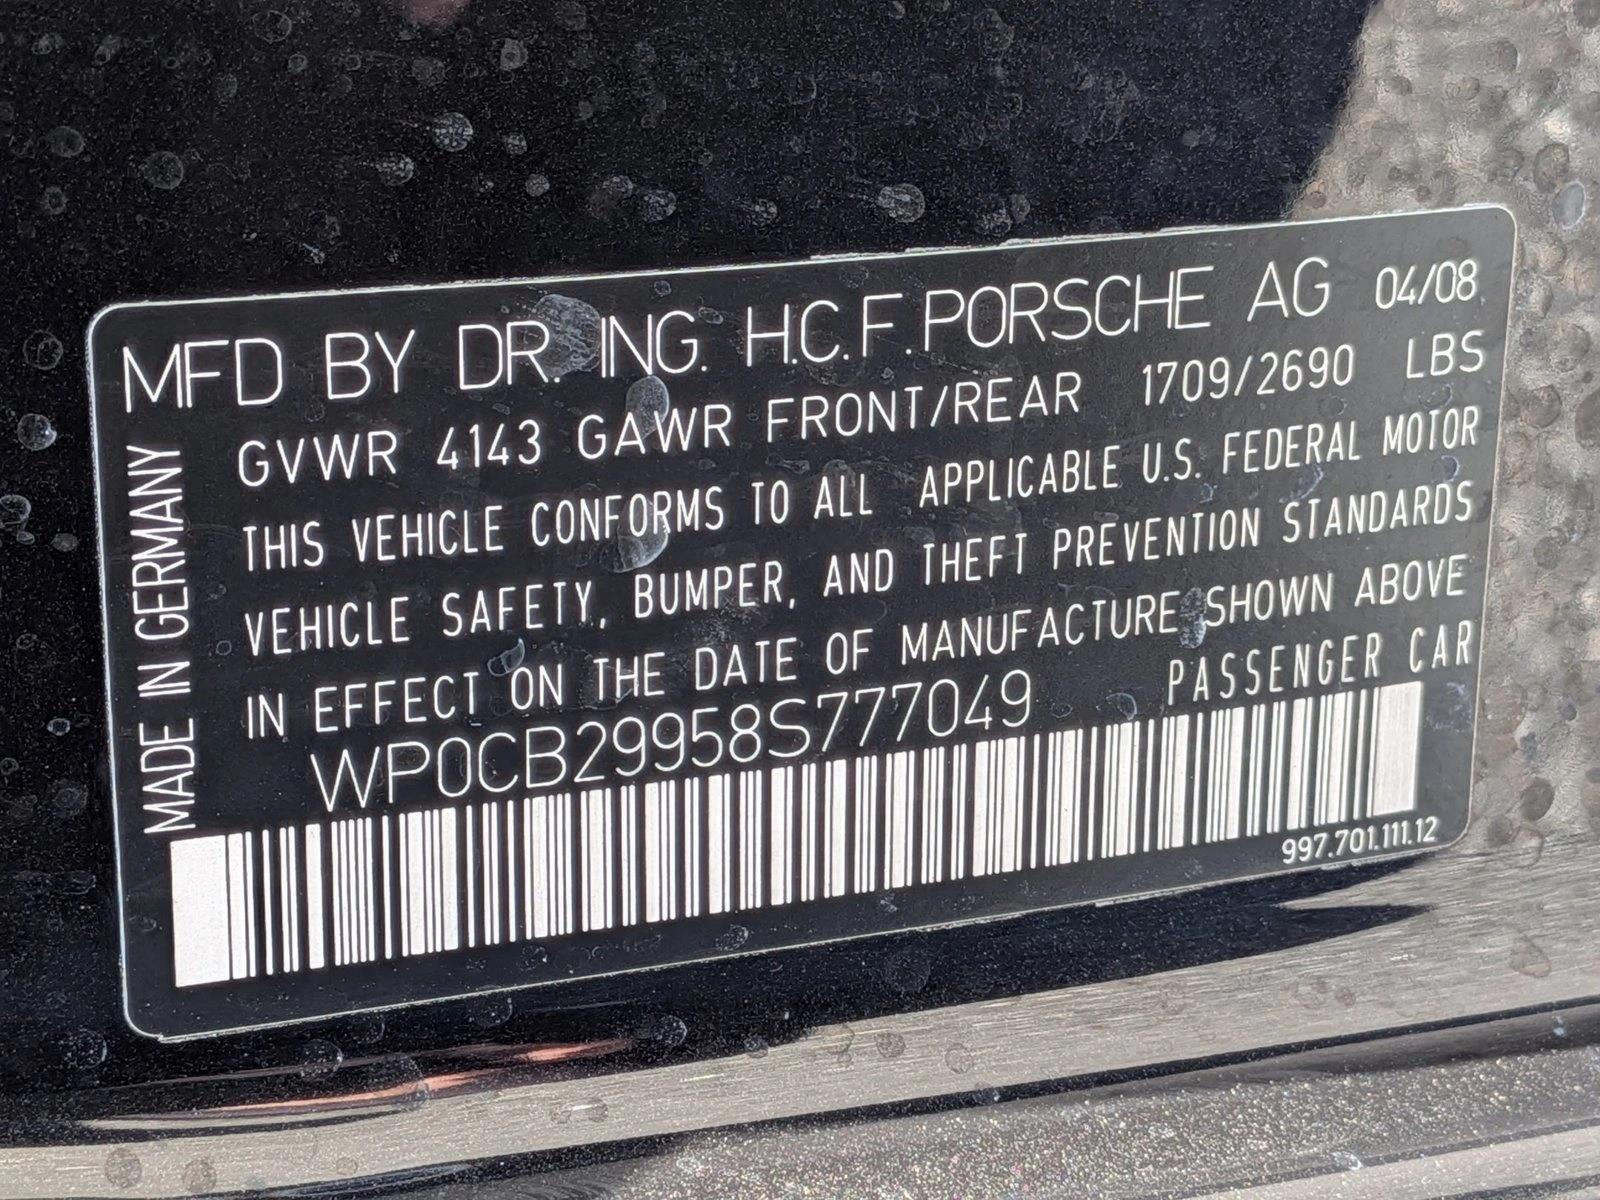 MFD BY DR. ING. H.C.F. PORSCHE AG 04/08
GVWR 4143 GAWR FRONT/REAR 1709/2690 LBS
THIS VEHICLE CONFORMS TO ALL APPLICABLE U.S. FEDERAL MOTOR
VEHICLE SAFETY, BUMPER, AND THEFT PREVENTION STANDARDS
IN EFFECT ON THE DATE OF MANUFACTURE SHOWN ABOVE
WP0CB29958S777049 PASSENGER CAR
997.701.111.12
MADE IN GERMANY